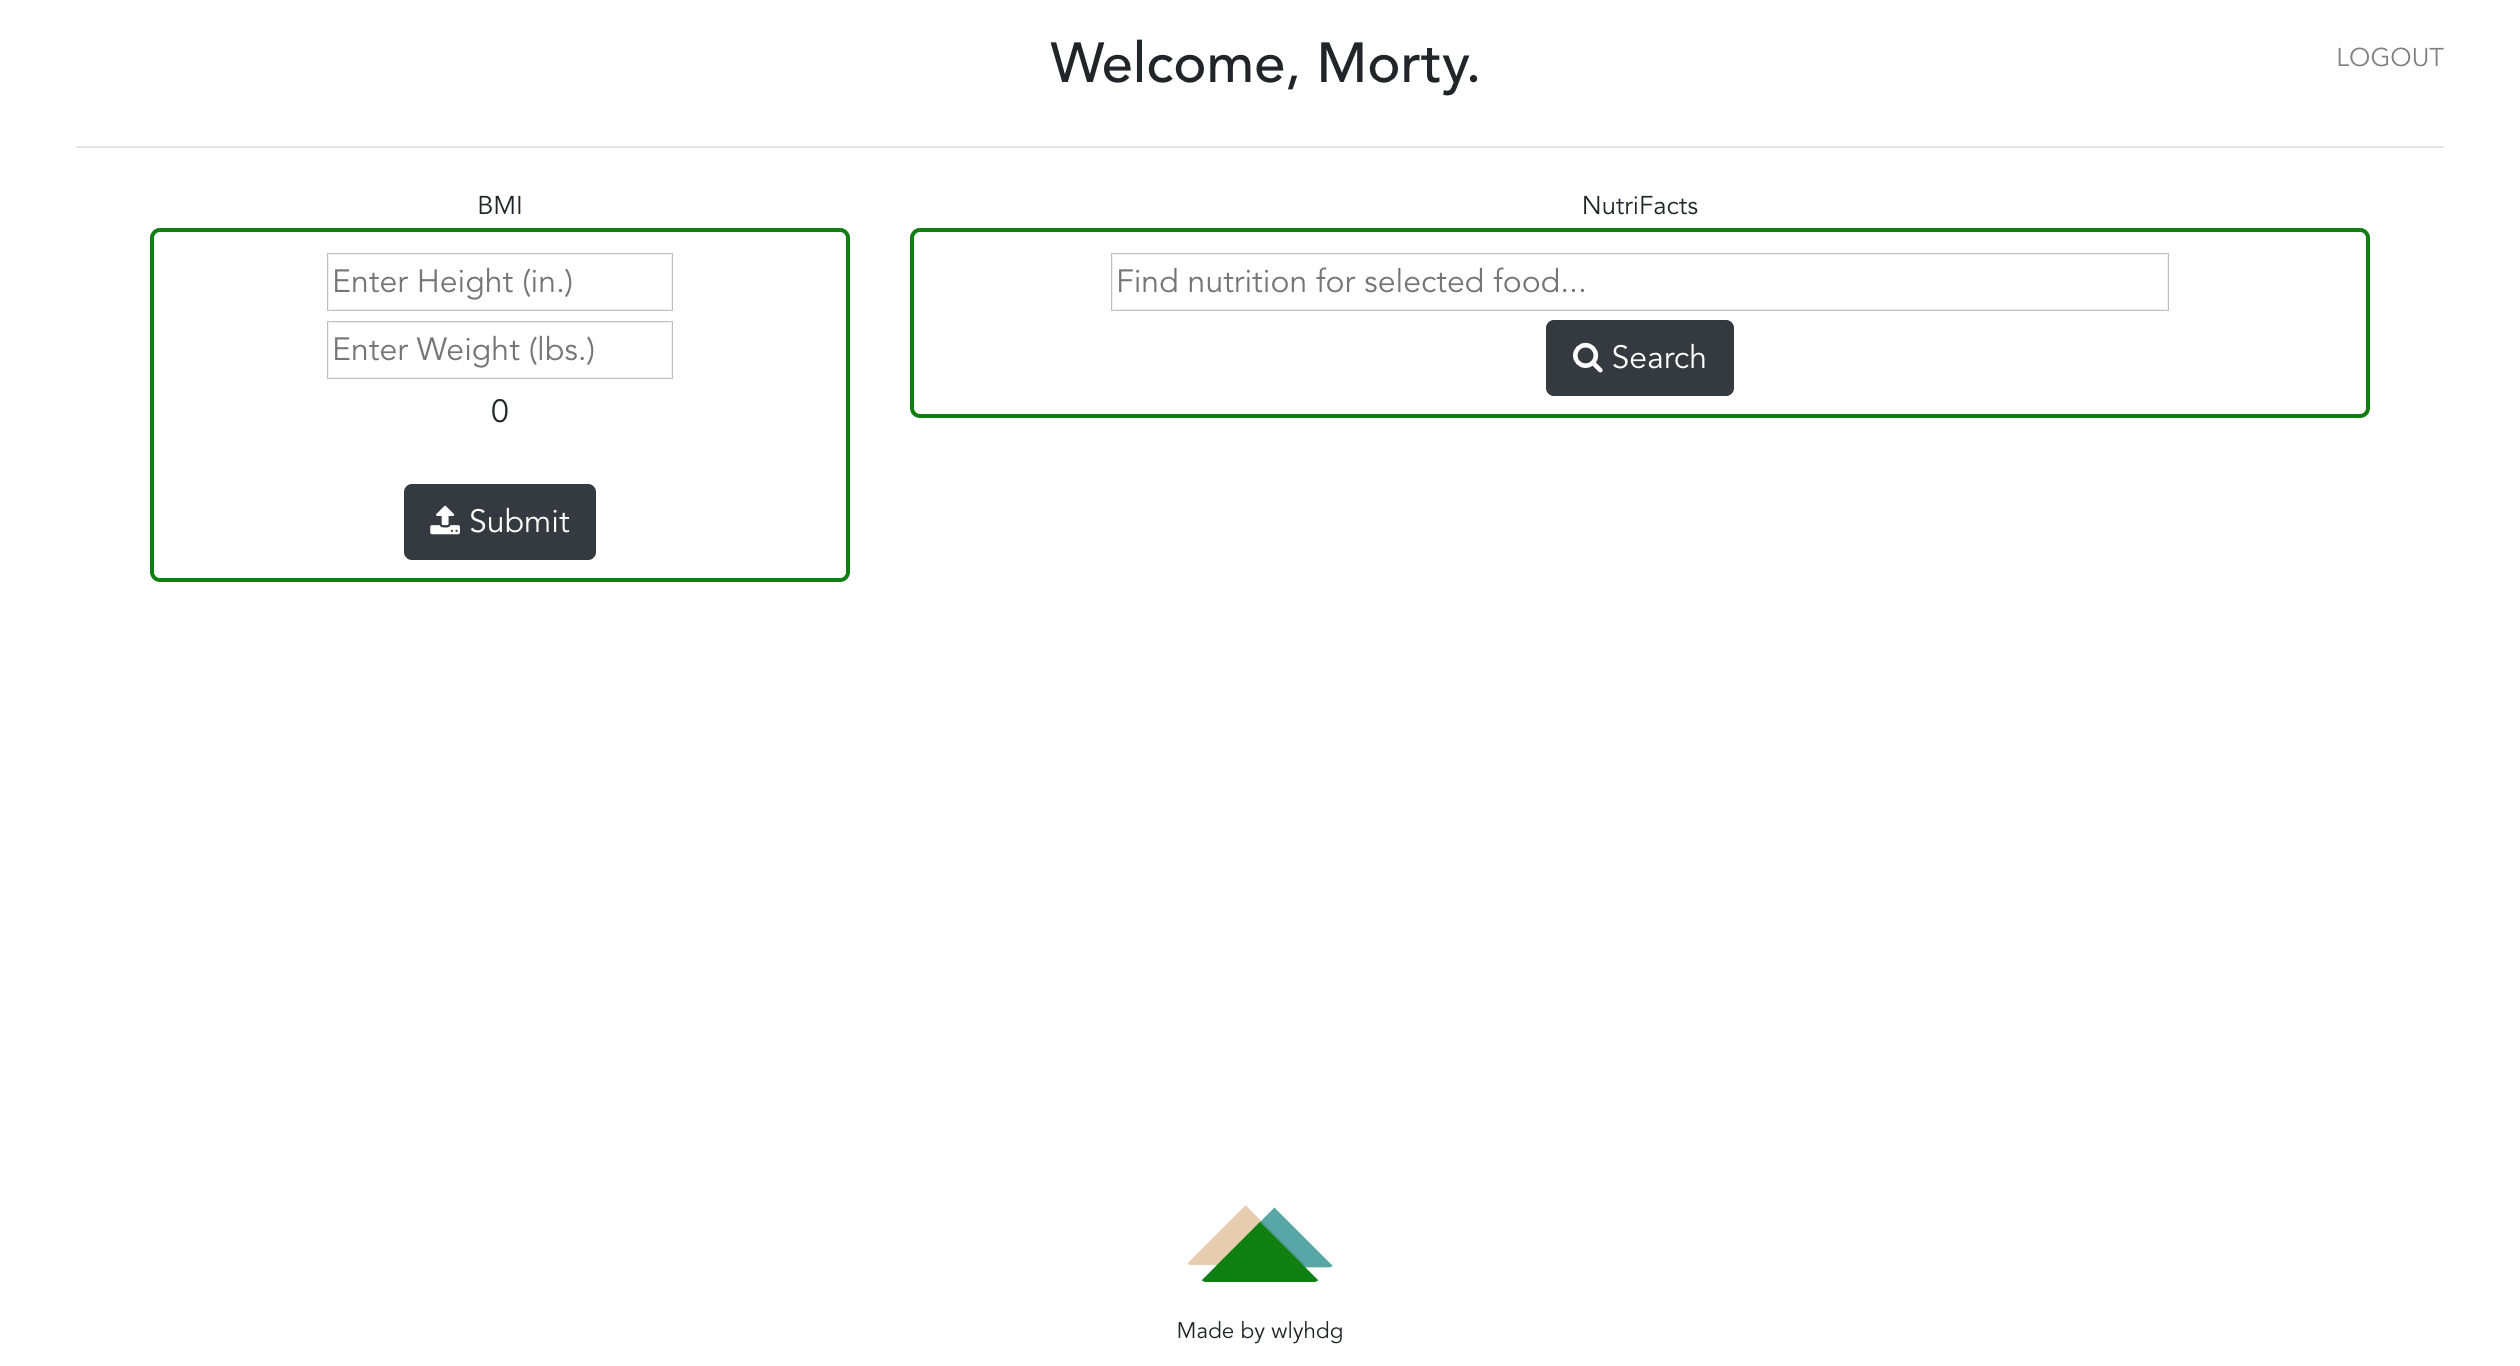 Welcome, Morty.
LOGOUT
BMI
Enter Height (in.)
Enter Weight (lbs.)
0
Submit
NutriFacts
Find nutrition for selected food...
Search
Made by wlyhdg